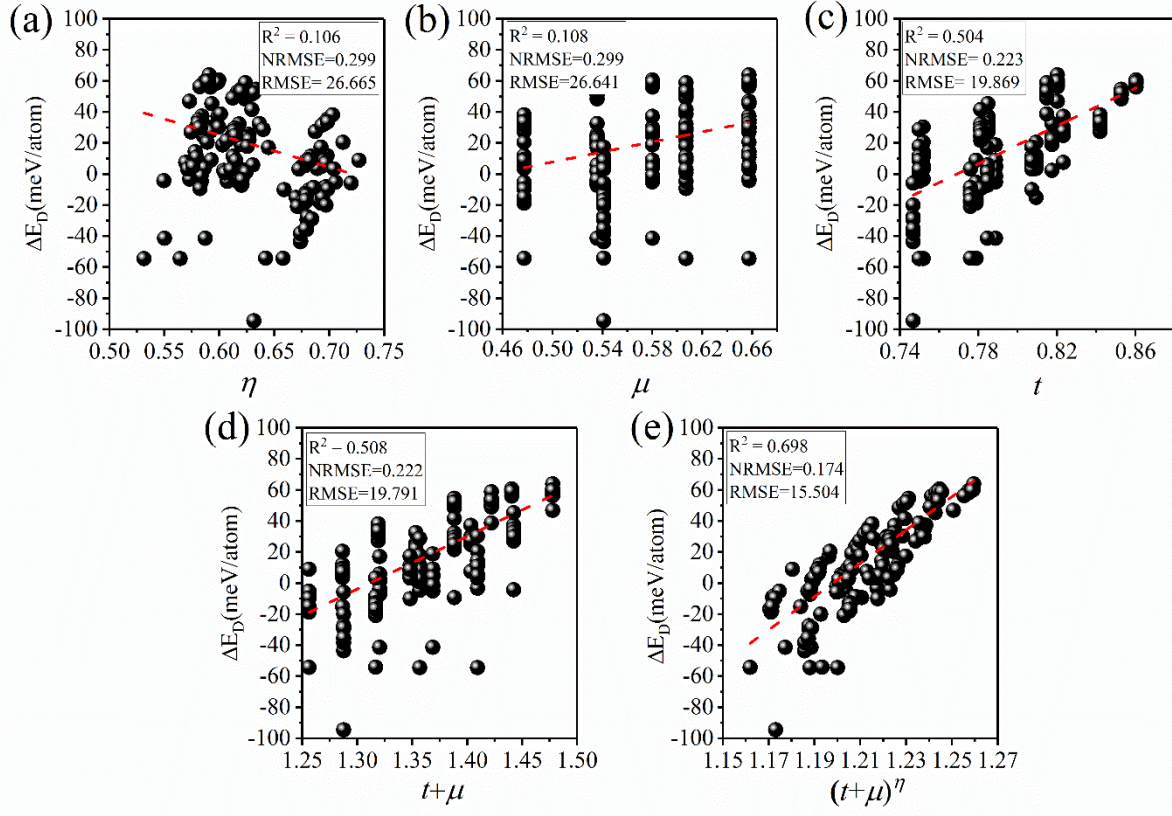 (a)
R² = 0.106
NRMSE=0.299
RMSE= 26.665
ΔE_D(meV/atom)
100
80
60
40
20
0
-20
-40
-60
-80
-100
0.50 0.55 0.60 0.65 0.70 0.75
η
(b)
R² = 0.108
NRMSE=0.299
RMSE= 26.641
ΔE_D(meV/atom)
100
80
60
40
20
0
-20
-40
-60
-80
-100
0.46 0.50 0.54 0.58 0.62 0.66
μ
(c)
R² = 0.504
NRMSE= 0.223
RMSE= 19.869
ΔE_D(meV/atom)
100
80
60
40
20
0
-20
-40
-60
-80
-100
0.74 0.78 0.82 0.86
t
(d)
R² − 0.508
NRMSE=0.222
RMSE=19.791
ΔE_D(meV/atom)
100
80
60
40
20
0
-20
-40
-60
-80
-100
1.25 1.30 1.35 1.40 1.45 1.50
t+μ
(e)
R² = 0.698
NRMSE=0.174
RMSE=15.504
ΔE_D(meV/atom)
100
80
60
40
20
0
-20
-40
-60
-80
-100
1.15 1.17 1.19 1.21 1.23 1.25 1.27
(t+μ)^η